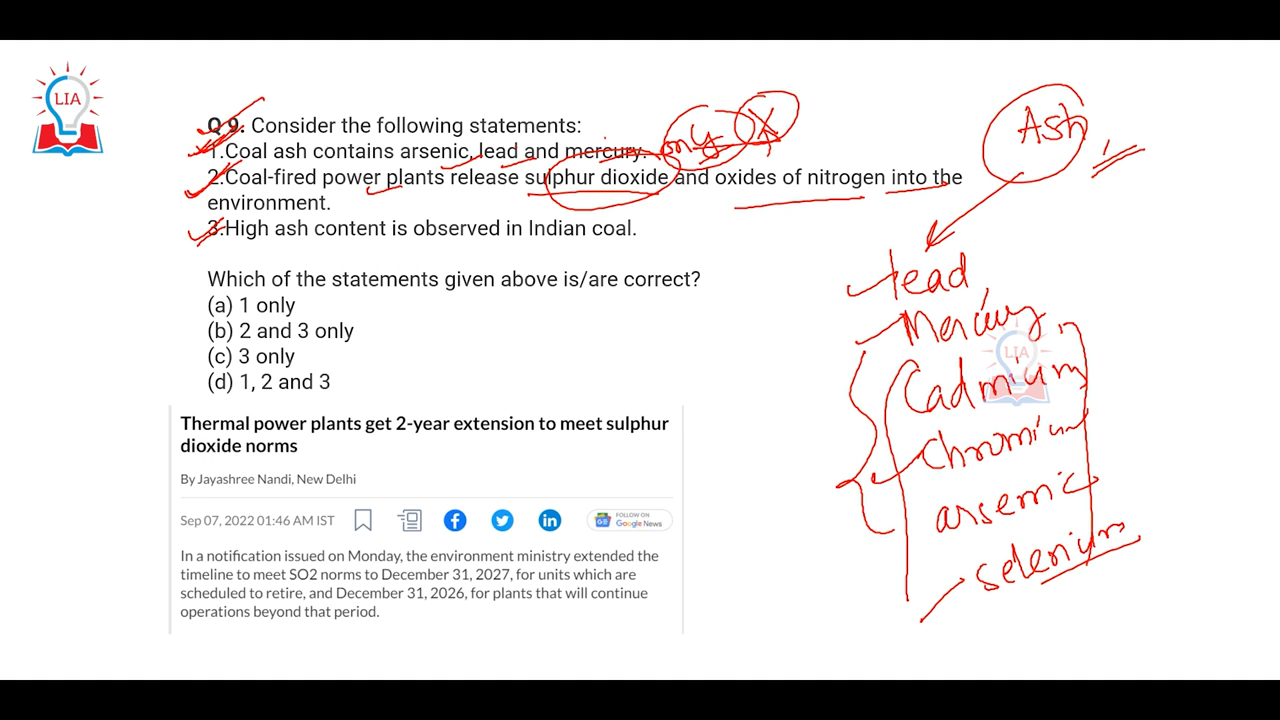 LIA
Q 9. Consider the following statements:
1.Coal ash contains arsenic, lead and mercury. only X
2.Coal-fired power plants release sulphur dioxide and oxides of nitrogen into the
environment.
3.High ash content is observed in Indian coal.
Which of the statements given above is/are correct?
(a) 1 only
(b) 2 and 3 only
(c) 3 only
(d) 1, 2 and 3
Thermal power plants get 2-year extension to meet sulphur
dioxide norms
By Jayashree Nandi, New Delhi
Sep 07, 2022 01:46 AM IST
FOLLOW ON
Google News
In a notification issued on Monday, the environment ministry extended the
timeline to meet SO2 norms to December 31, 2027, for units which are
scheduled to retire, and December 31, 2026, for plants that will continue
operations beyond that period.
Ash
lead,
Mercury
LIA
Cadmium
chromium
arsenic
selenium